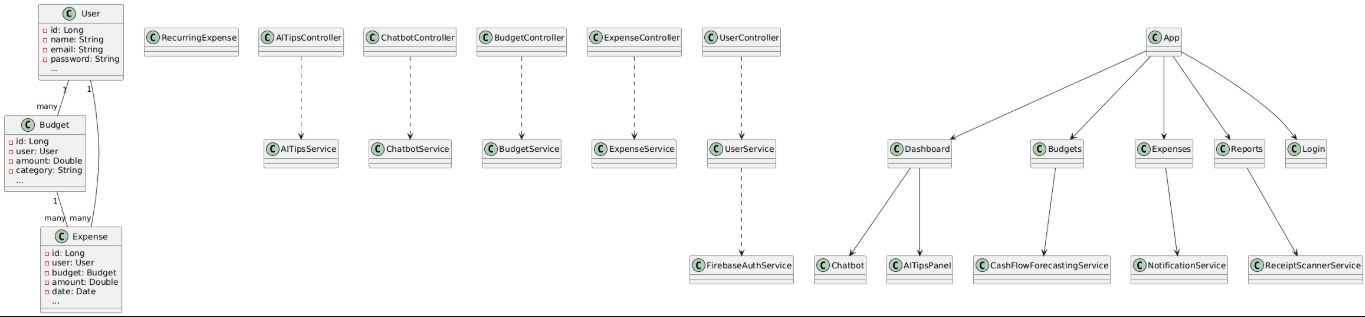 C User
id: Long
name: String
email: String
password: String
...
C RecurringExpense
C AITipsController
C ChatbotController
C BudgetController
C ExpenseController
C UserController
C App
1
1
many
C Budget
id: Long
user: User
amount: Double
category: String
...
C AITipsService
C ChatbotService
C BudgetService
C ExpenseService
C UserService
C Dashboard
C Budgets
C Expenses
C Reports
C Login
1
many
many
C Expense
id: Long
user: User
budget: Budget
amount: Double
date: Date
...
C FirebaseAuthService
C Chatbot
C AITipsPanel
C CashFlowForecastingService
C NotificationService
C ReceiptScannerService